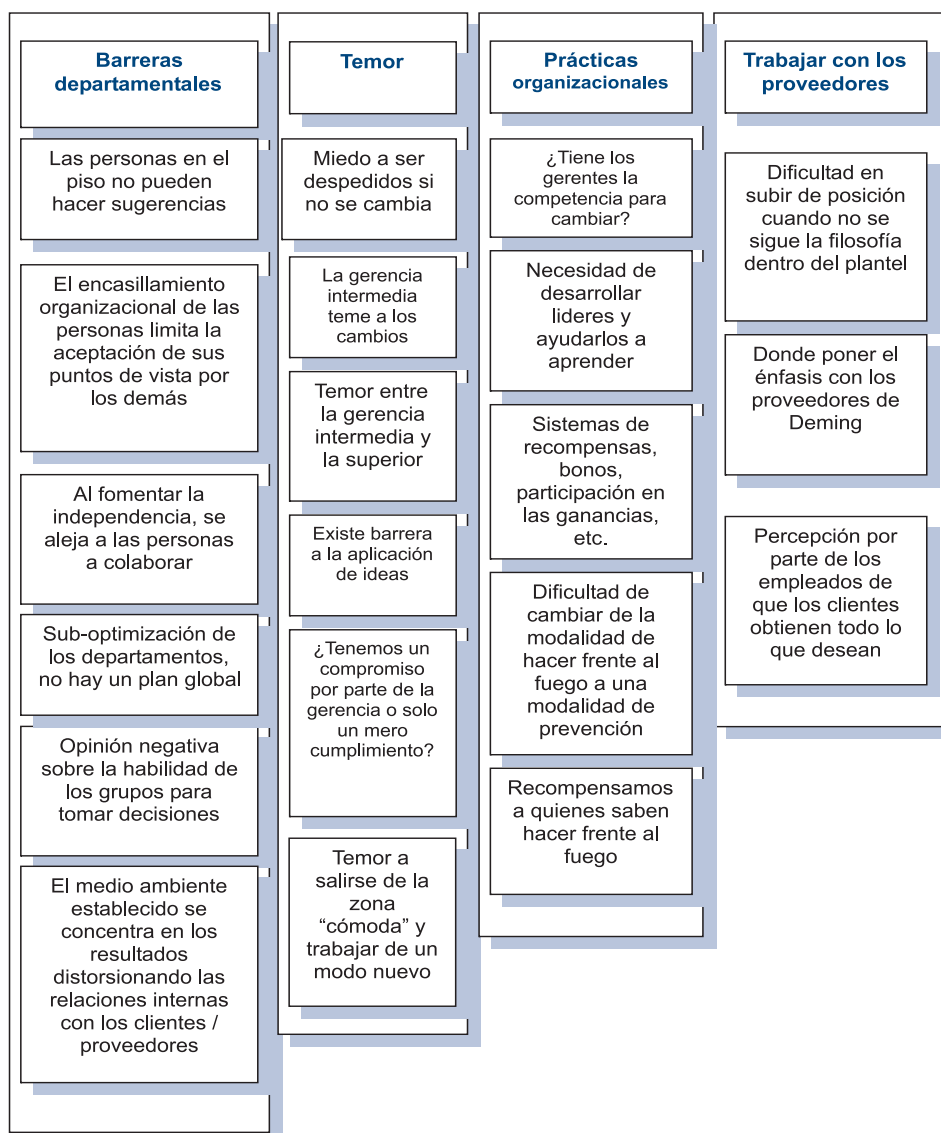 Barreras
departamentales
Las personas en el
piso no pueden
hacer sugerencias
El encasillamiento
organizacional de las
personas limita la
aceptación de sus
puntos de vista por
los demás
Al fomentar la
independencia, se
aleja a las personas
a colaborar
Sub-optimización de
los departamentos,
no hay un plan global
Opinión negativa
sobre la habilidad de
los grupos para
tomar decisiones
El medio ambiente
establecido se
concentra en los
resultados
distorsionando las
relaciones internas
con los clientes /
proveedores
Temor
Miedo a ser
despedidos si
no se cambia
La gerencia
intermedia
teme a los
cambios
Temor entre
la gerencia
intermedia y
la superior
Existe barrera
a la aplicación
de ideas
¿Tenemos un
compromiso
por parte de la
gerencia o solo
un mero
cumplimiento?
Temor a
salirse de la
zona
“cómoda” y
trabajar de un
modo nuevo
Prácticas
organizacionales
¿Tiene los
gerentes la
competencia para
cambiar?
Necesidad de
desarrollar
lideres y
ayudarlos a
aprender
Sistemas de
recompensas,
bonos,
participación en
las ganancias,
etc.
Dificultad de
cambiar de la
modalidad de
hacer frente al
fuego a una
modalidad de
prevención
Recompensamos
a quienes saben
hacer frente al
fuego
Trabajar con los
proveedores
Dificultad en
subir de posición
cuando no se
sigue la filosofía
dentro del plantel
Donde poner el
énfasis con los
proveedores de
Deming
Percepción por
parte de los
empleados de
que los clientes
obtienen todo lo
que desean